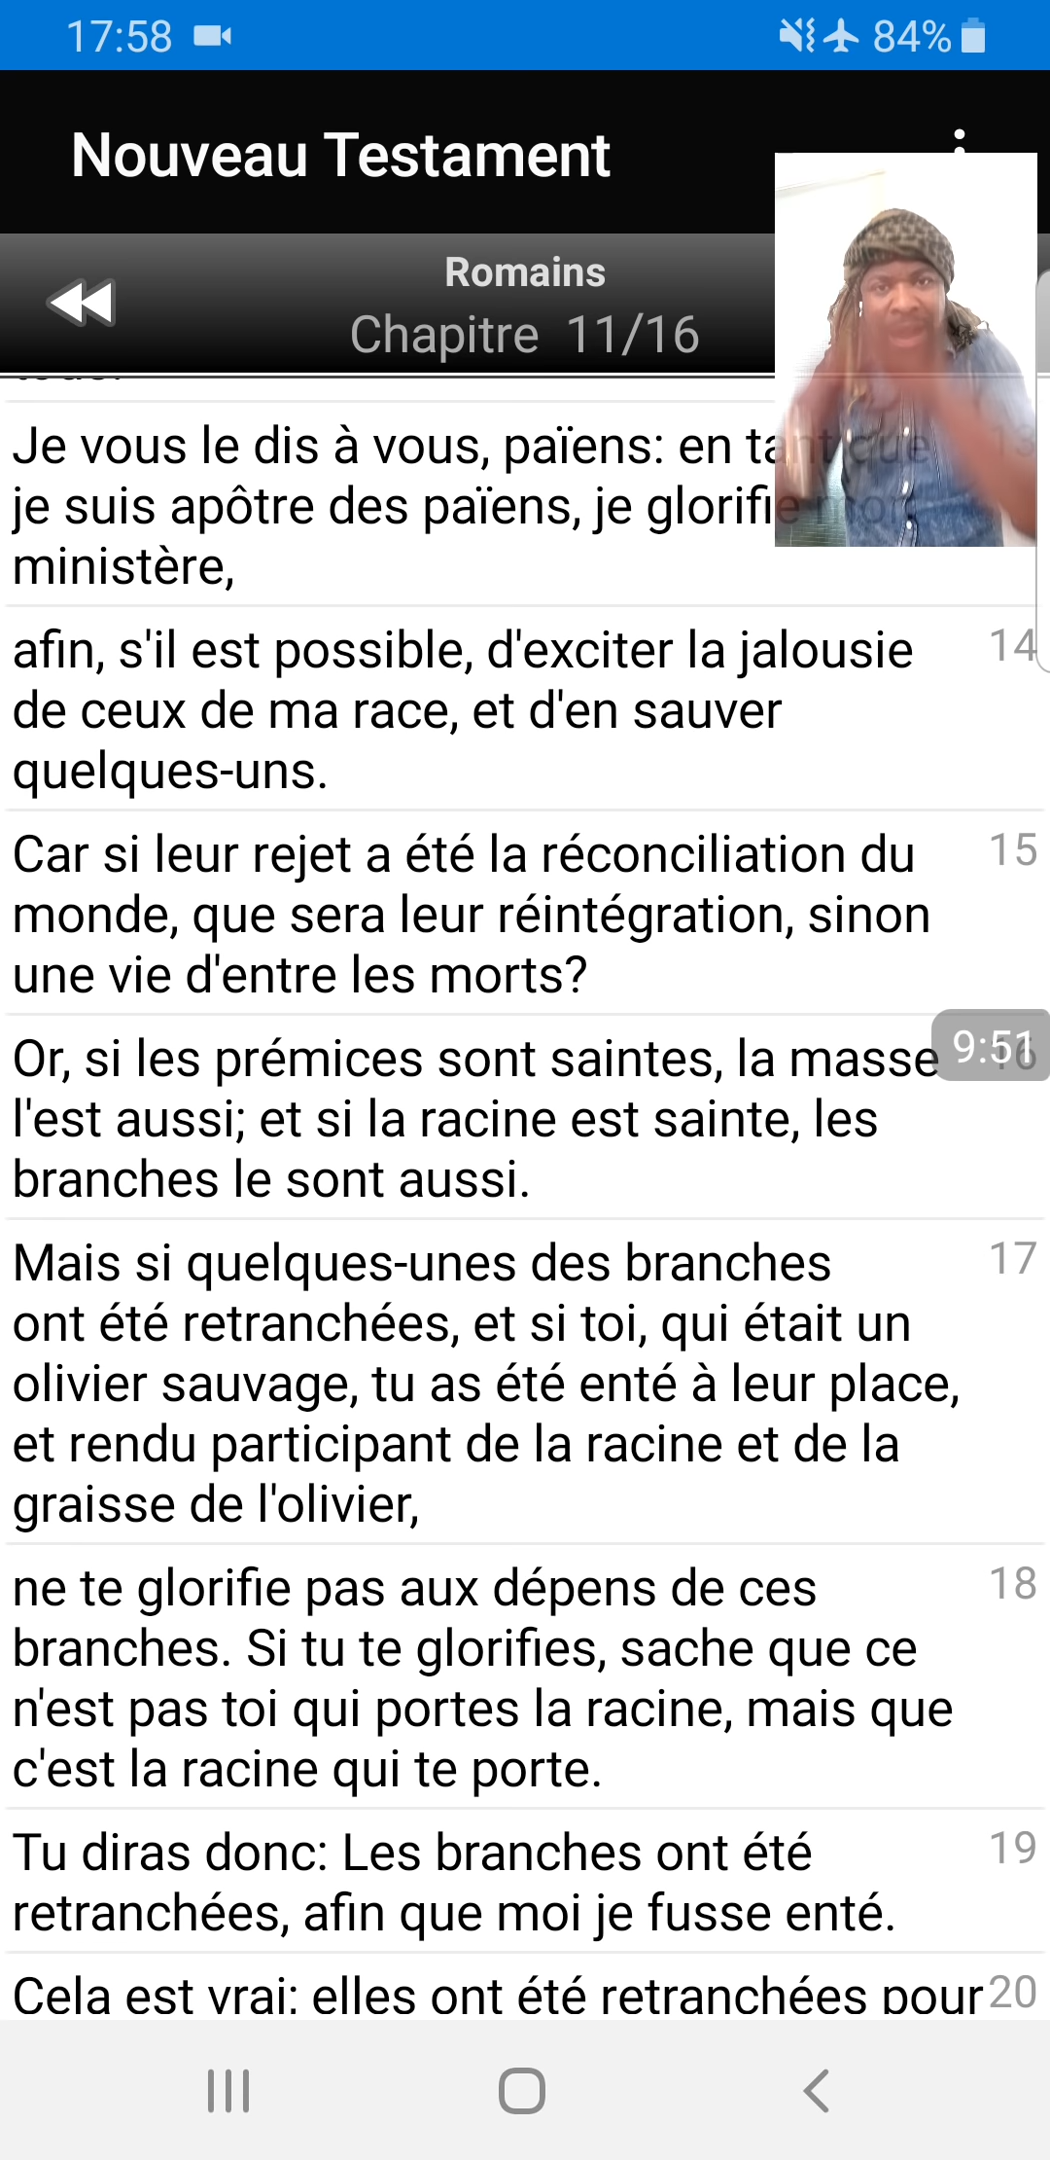 17:58 84%
Nouveau Testament
Romains
Chapitre 11/16
Je vous le dis à vous, païens: en tant que 13
je suis apôtre des païens, je glorifie mon
ministère,
afin, s'il est possible, d'exciter la jalousie 14
de ceux de ma race, et d'en sauver
quelques-uns.
Car si leur rejet a été la réconciliation du 15
monde, que sera leur réintégration, sinon
une vie d'entre les morts?
Or, si les prémices sont saintes, la masse 16
9:51
l'est aussi; et si la racine est sainte, les
branches le sont aussi.
Mais si quelques-unes des branches 17
ont été retranchées, et si toi, qui était un
olivier sauvage, tu as été enté à leur place,
et rendu participant de la racine et de la
graisse de l'olivier,
ne te glorifie pas aux dépens de ces 18
branches. Si tu te glorifies, sache que ce
n'est pas toi qui portes la racine, mais que
c'est la racine qui te porte.
Tu diras donc: Les branches ont été 19
retranchées, afin que moi je fusse enté.
Cela est vrai: elles ont été retranchées pour 20